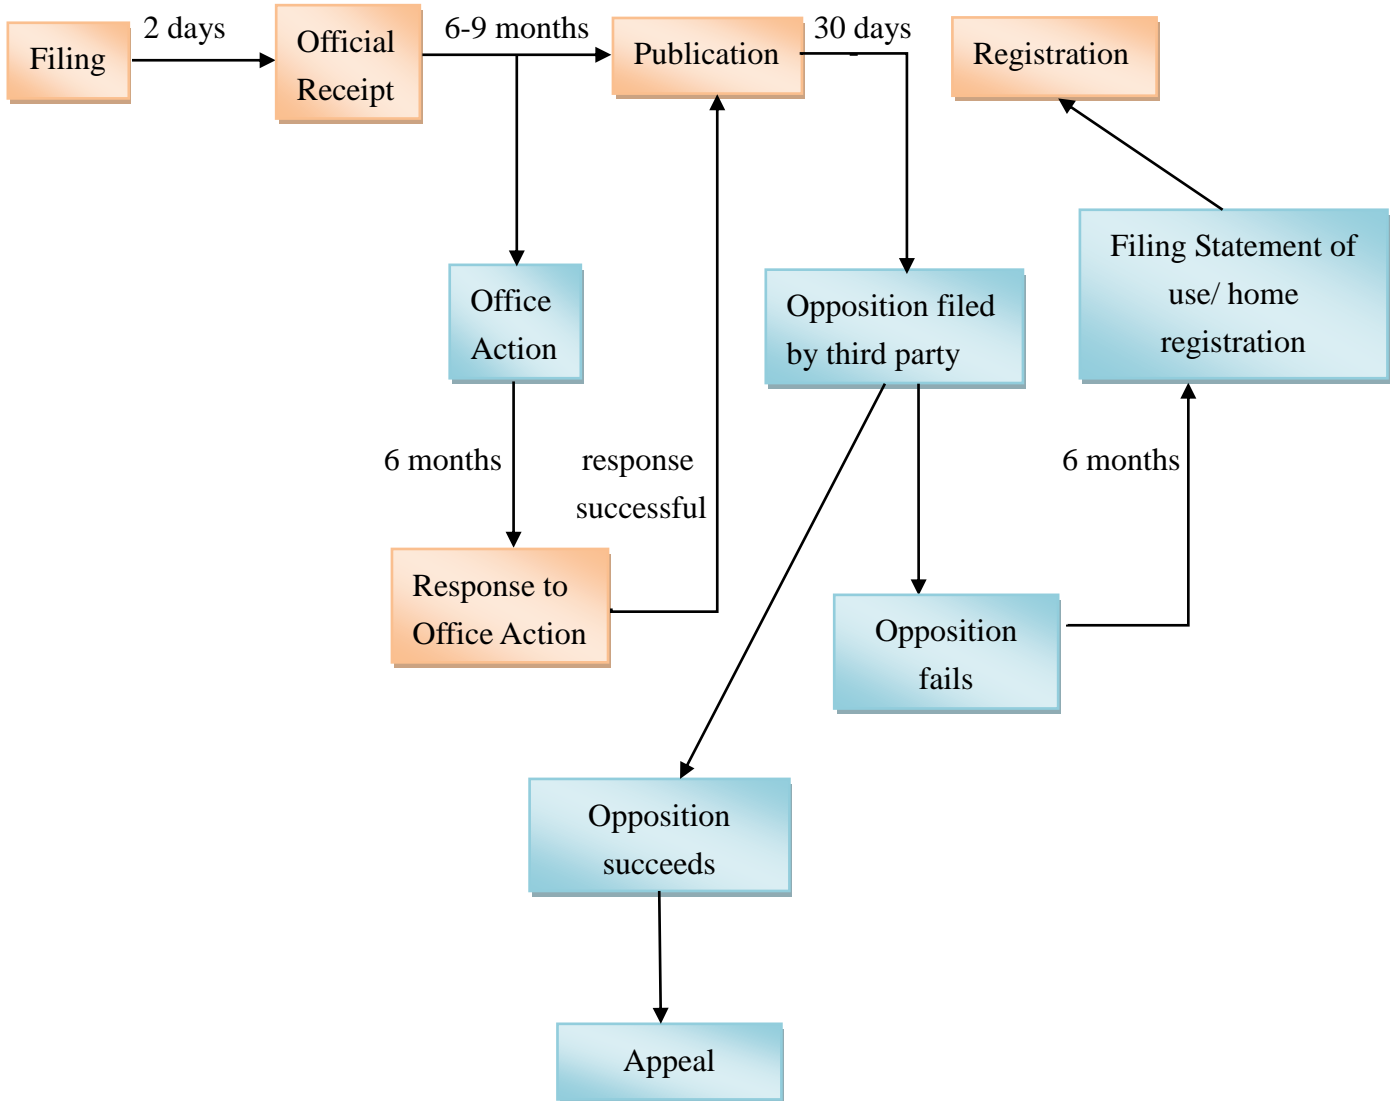 Filing
2 days
Official
Receipt
6-9 months
Publication
30 days
Registration
Office
Action
Opposition filed
by third party
Filing Statement of
use/ home
registration
6 months
response
successful
6 months
Response to
Office Action
Opposition
fails
Opposition
succeeds
Appeal